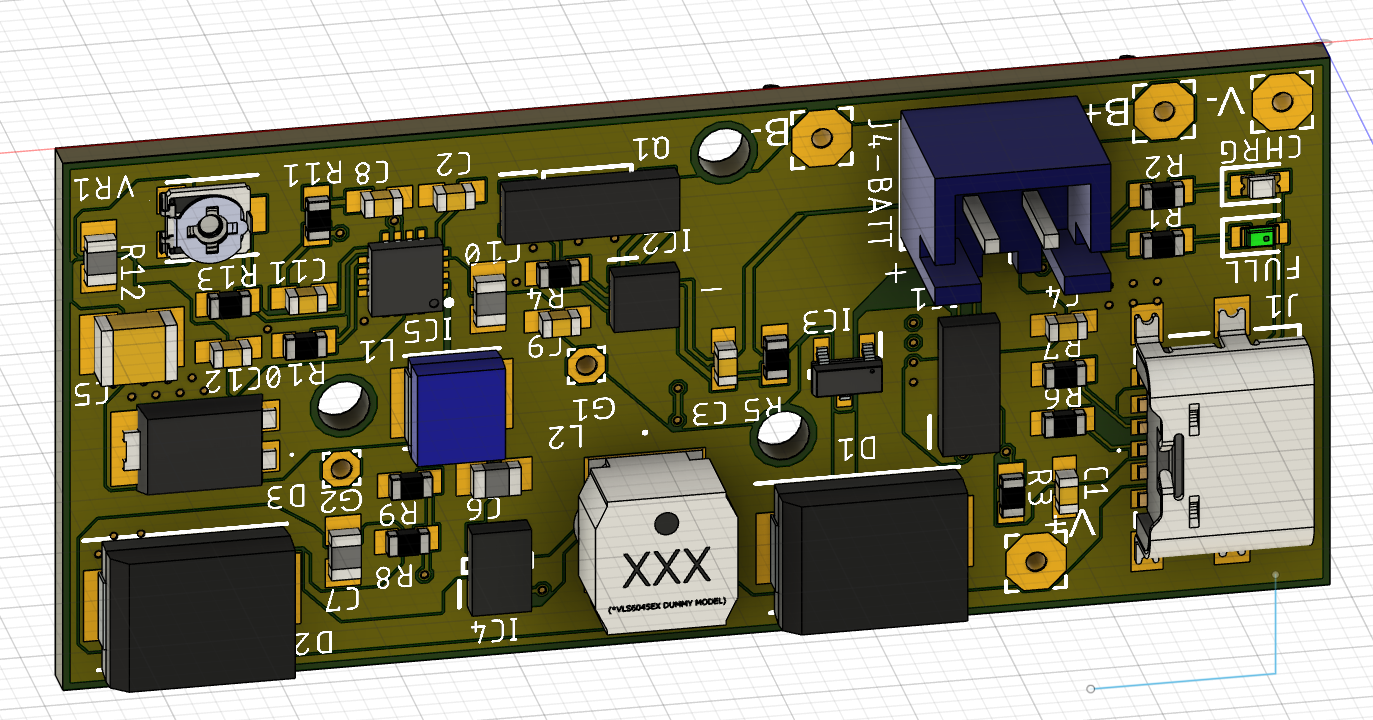 VR1
R11
C8
C2
Q1
B-
J4-BATT
B+
V-
CHRG
R2
R1
FULL
J1
R12
R13
C11
C10
R4
IC2
-
+
C4
IC3
IC5
L1
C9
C5
C12
R10
G1
C3
R5
R7
R6
L2
D1
D3
G2
R9
C6
R3
C1
V+
R8
C7
IC4
D2
XXX
(*VLS6045EX DUMMY MODEL)